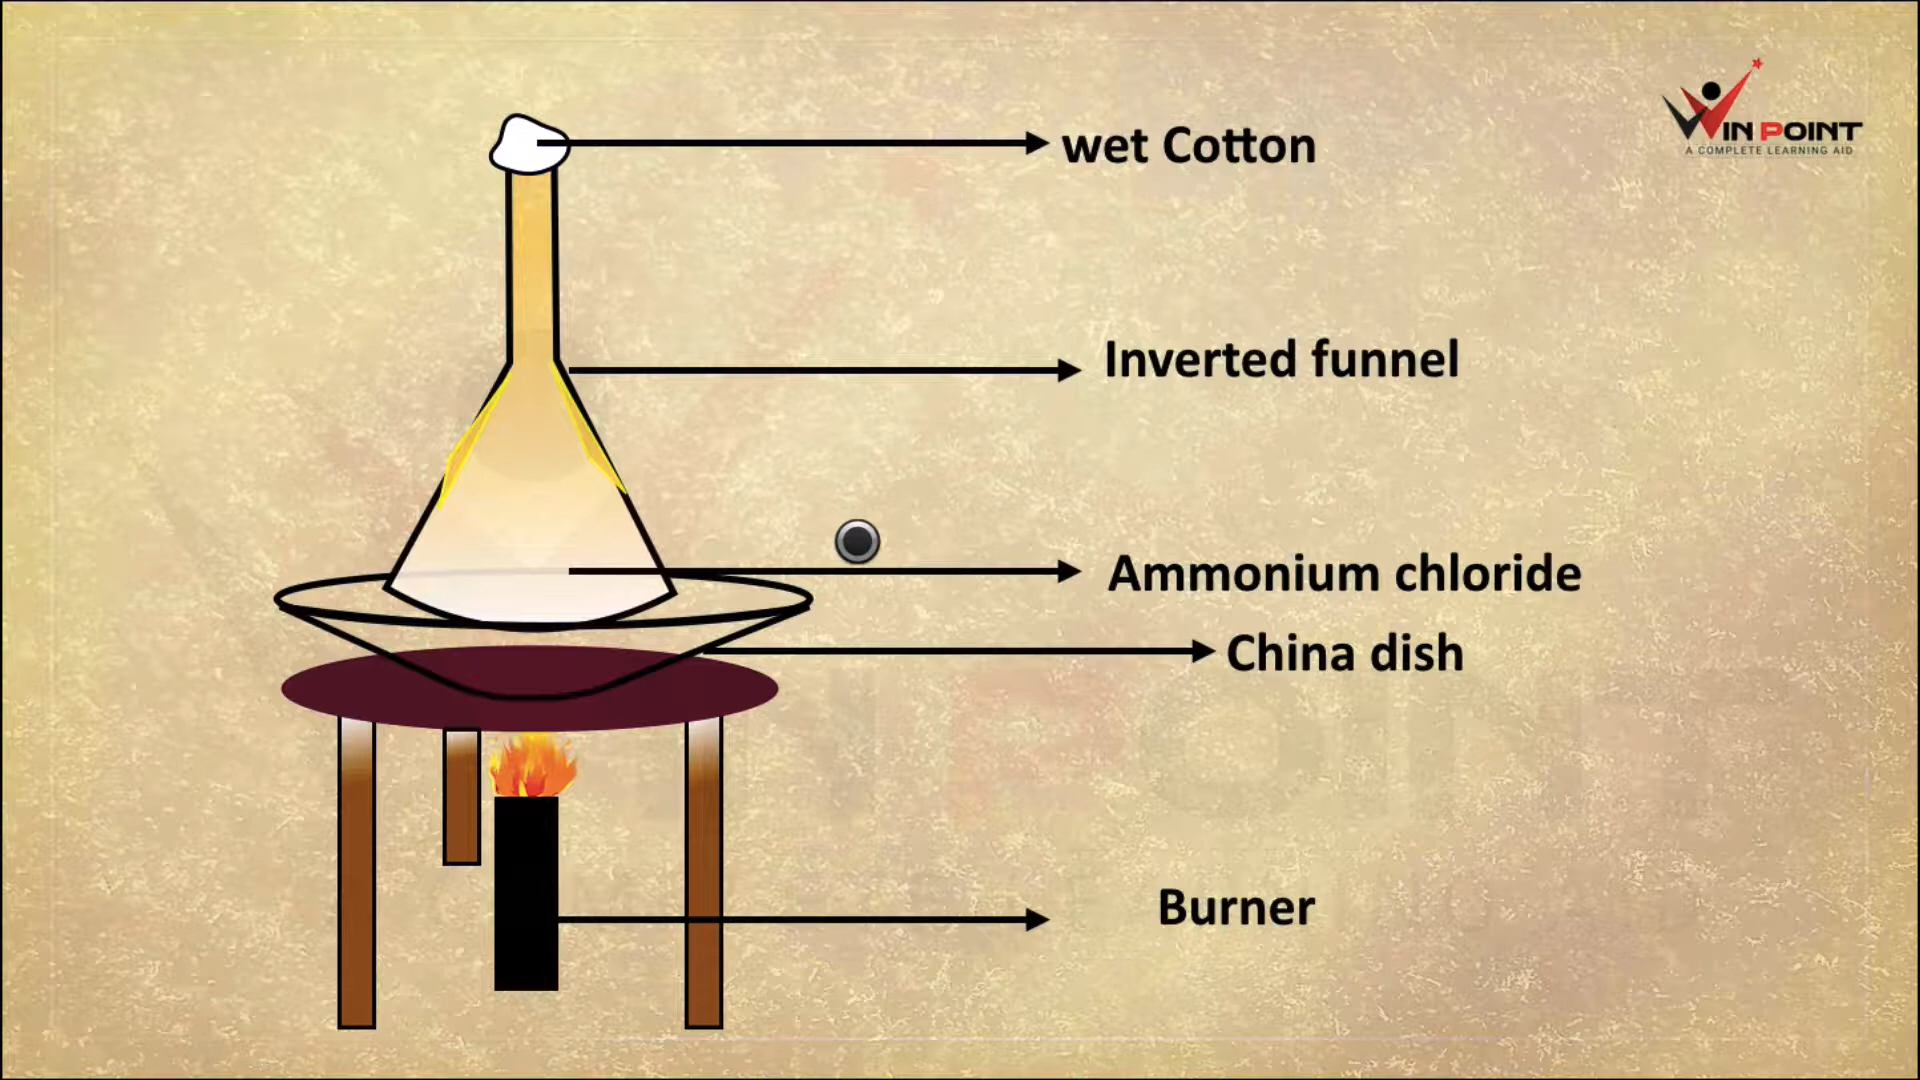 wet Cotton
WIN POINT
A COMPLETE LEARNING AID
Inverted funnel
Ammonium chloride
China dish
Burner